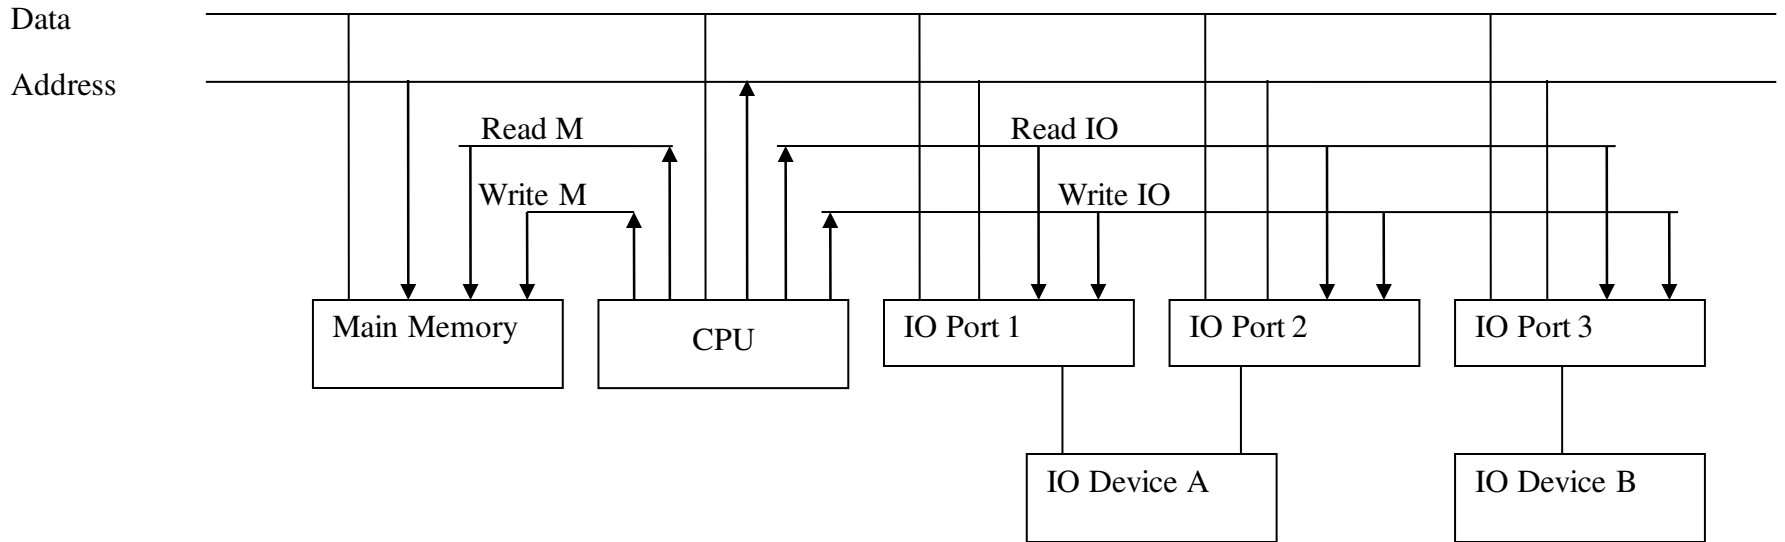 Data
Address
Read M
Read IO
Write M
Write IO
Main Memory
CPU
IO Port 1
IO Port 2
IO Port 3
IO Device A
IO Device B